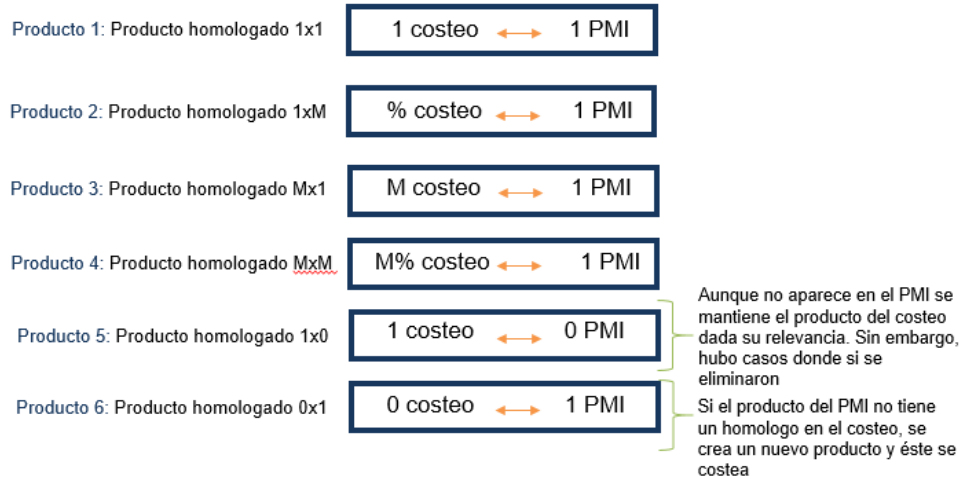 Producto 1: Producto homologado 1x1
1 costeo 1 PMI
Producto 2: Producto homologado 1xM
% costeo 1 PMI
Producto 3: Producto homologado Mx1
M costeo 1 PMI
Producto 4: Producto homologado MxM
M% costeo 1 PMI
Producto 5: Producto homologado 1x0
1 costeo 0 PMI
Aunque no aparece en el PMI se
mantiene el producto del costeo
dada su relevancia. Sin embargo,
hubo casos donde si se
eliminaron
Producto 6: Producto homologado 0x1
0 costeo 1 PMI
Si el producto del PMI no tiene
un homologo en el costeo, se
crea un nuevo producto y éste se
costea